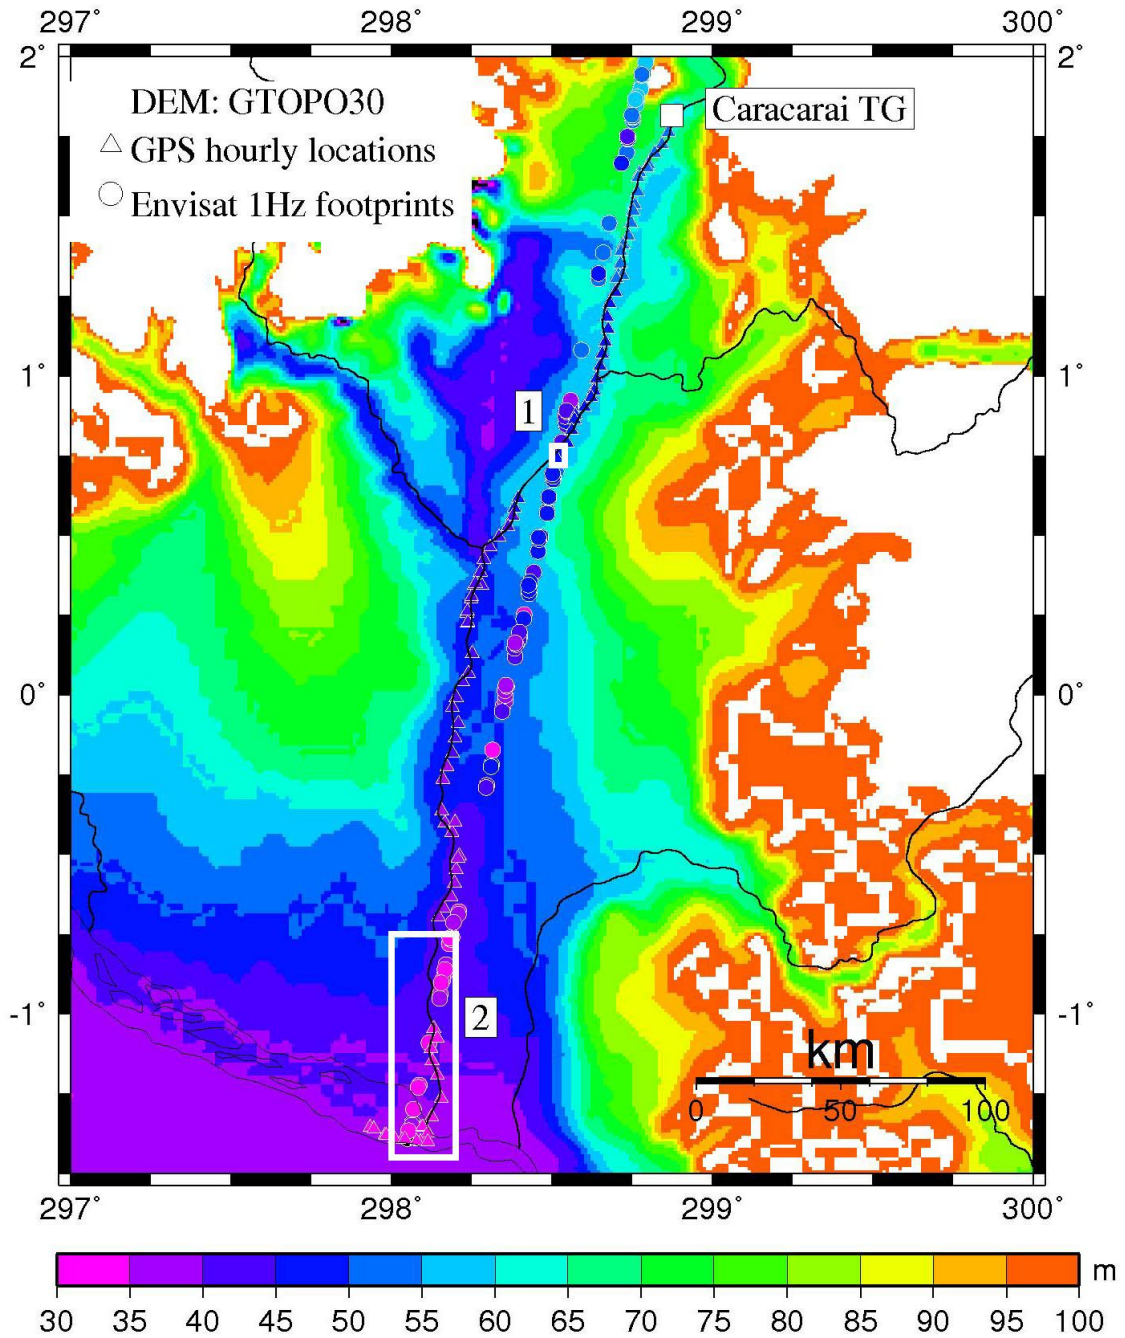 297° 298° 299° 300°
2° 2°
DEM: GTOPO30
Caracarai TG
GPS hourly locations
Envisat 1Hz footprints
1° 1°
1
0° 0°
-1° -1°
2
km
0 50 100
297° 298° 299° 300°
m
30 35 40 45 50 55 60 65 70 75 80 85 90 95 100